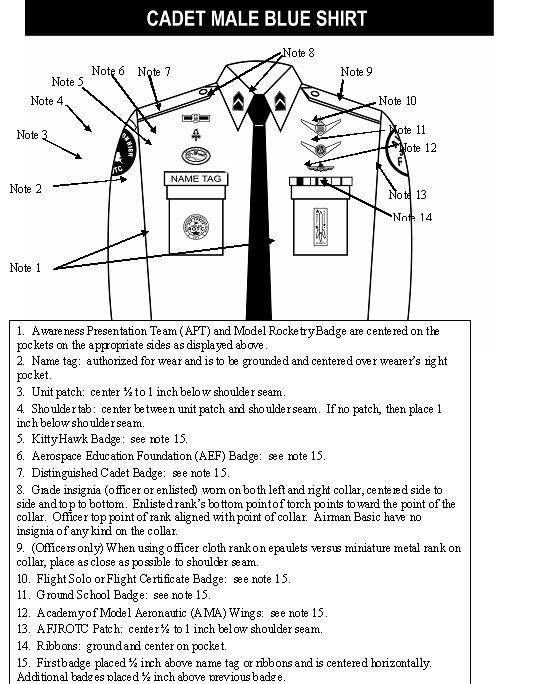 CADET MALE BLUE SHIRT
Note 8
Note 6
Note 7
Note 9
Note 5
Note 4
Note 10
Note 3
Note 11
Note 12
Note 2
Note 13
Note 14
NAME TAG
Note 1
1. Awareness Presentation Team (APT) and Model Rocketry Badge are centered on the
pockets on the appropriate sides as displayed above.
2. Name tag: authorized for wear and is to be grounded and centered over wearer's right
pocket.
3. Unit patch: center ½ to 1 inch below shoulder seam.
4. Shoulder tab: center between unit patch and shoulder seam. If no patch, then place 1
inch below shoulder seam.
5. Kitty Hawk Badge: see note 15.
6. Aerospace Education Foundation (AEF) Badge: see note 15.
7. Distinguished Cadet Badge: see note 15.
8. Grade insignia (officer or enlisted) worn on both left and right collar, centered side to
side and top to bottom. Enlisted rank's bottom point of torch points toward the point of the
collar. Officer top point of rank aligned with point of collar. Airman Basic have no
insignia of any kind on the collar.
9. (Officers only) When using officer cloth rank on epaulets versus miniature metal rank on
collar, place as close as possible to shoulder seam.
10. Flight Solo or Flight Certificate Badge: see note 15.
11. Ground School Badge: see note 15.
12. Academy of Model Aeronautic (AMA) Wings: see note 15.
13. AFJROTC Patch: center ½ to 1 inch below shoulder seam.
14. Ribbons: ground and center on pocket.
15. First badge placed ½ inch above name tag or ribbons and is centered horizontally.
Additional badges placed ½ inch above previous badge.